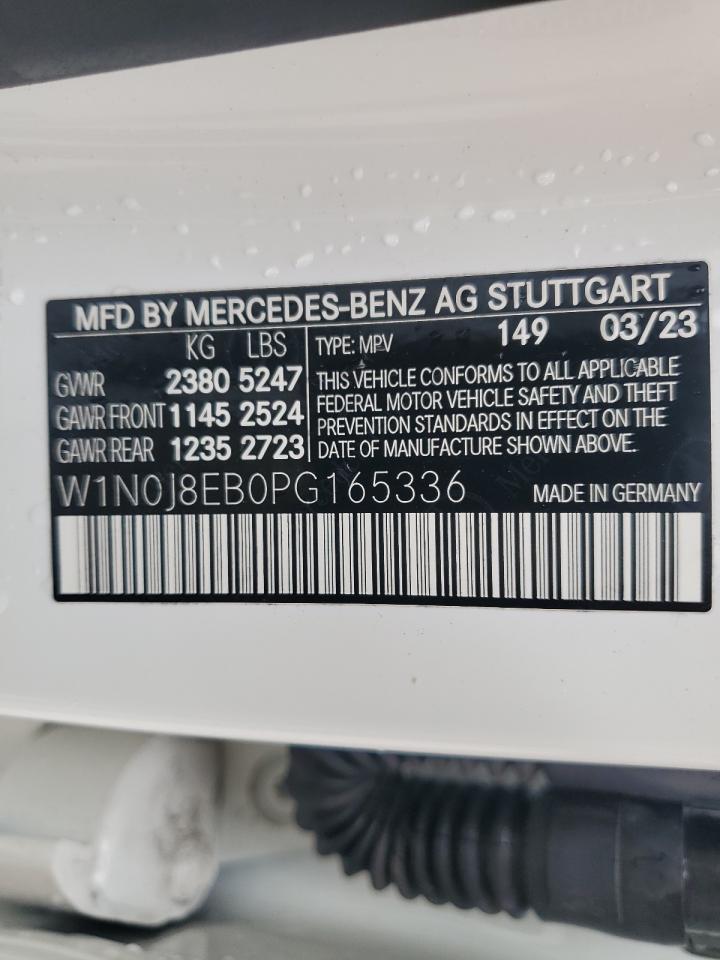 MFD BY MERCEDES-BENZ AG STUTTGART
KG LBS
GVWR 2380 5247
GAWR FRONT 1145 2524
GAWR REAR 1235 2723
TYPE: MPV 149 03/23
THIS VEHICLE CONFORMS TO ALL APPLICABLE
FEDERAL MOTOR VEHICLE SAFETY AND THEFT
PREVENTION STANDARDS IN EFFECT ON THE
DATE OF MANUFACTURE SHOWN ABOVE.
W1N0J8EB0PG165336 MADE IN GERMANY